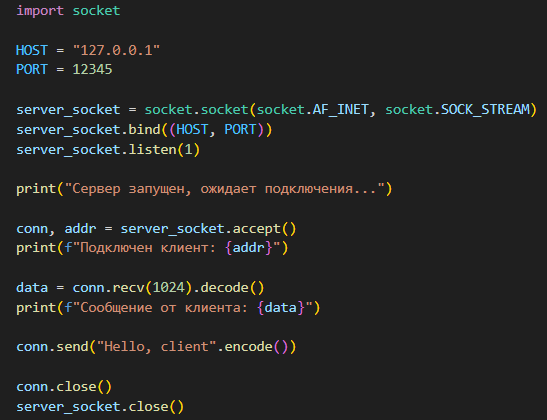 import socket
HOST = "127.0.0.1"
PORT = 12345
server_socket = socket.socket(socket.AF_INET, socket.SOCK_STREAM)
server_socket.bind((HOST, PORT))
server_socket.listen(1)
print("Сервер запущен, ожидает подключения...")
conn, addr = server_socket.accept()
print(f"Подключен клиент: {addr}")
data = conn.recv(1024).decode()
print(f"Сообщение от клиента: {data}")
conn.send("Hello, client".encode())
conn.close()
server_socket.close()